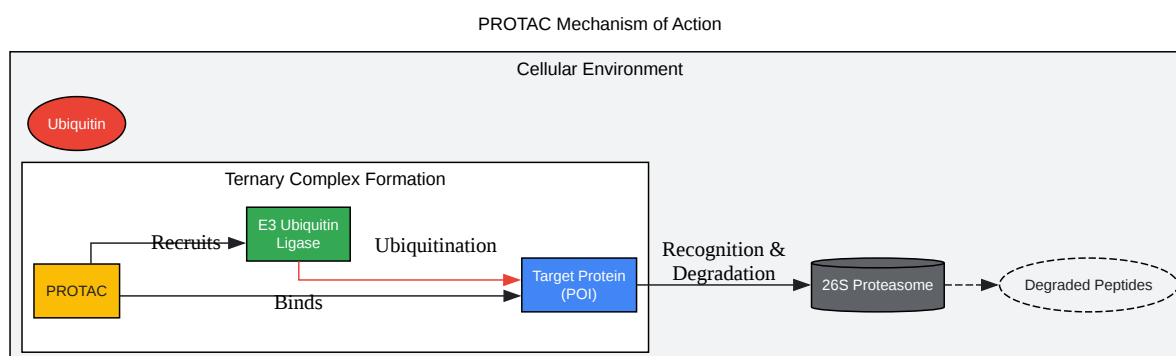 PROTAC Mechanism of Action
Cellular Environment
Ubiquitin
Ternary Complex Formation
E3 Ubiquitin
Ligase
Recruits
Ubiquitination
PROTAC
Binds
Target Protein
(POI)
Recognition &
Degradation
26S Proteasome
Degraded Peptides